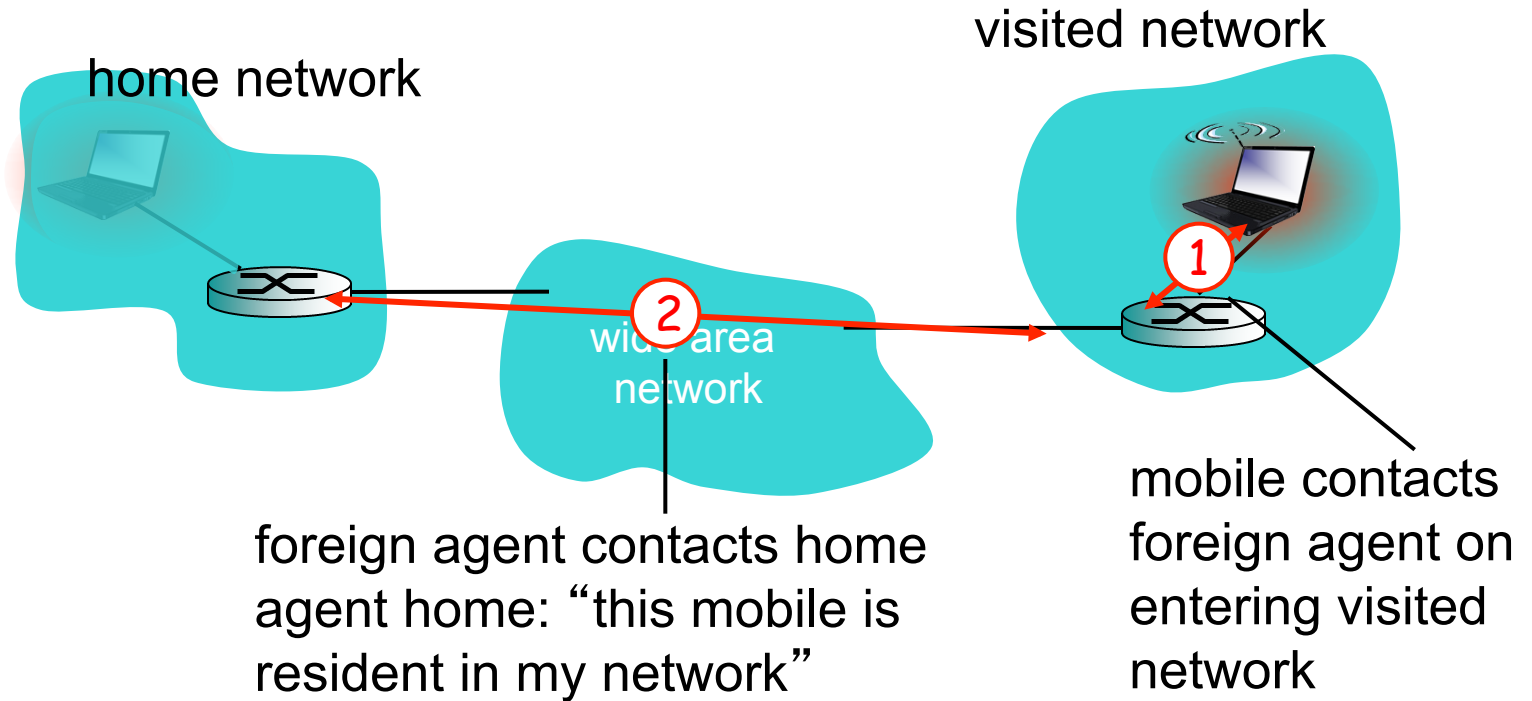 visited network
home network
1
2
wide area
network
foreign agent contacts home
agent home: “this mobile is
resident in my network”
mobile contacts
foreign agent on
entering visited
network